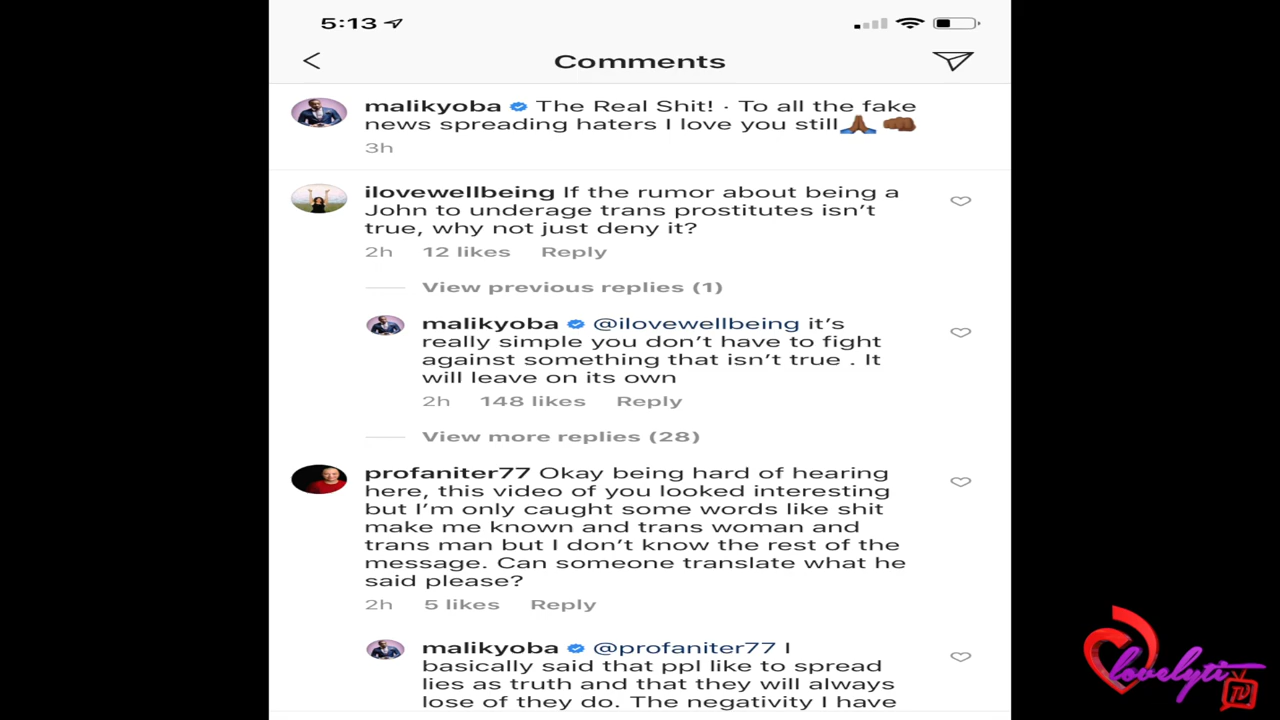 5:13
Comments
malikyoba The Real Shit! · To all the fake
news spreading haters I love you still🙏🏾 👊🏾
3h
ilovewellbeing If the rumor about being a
John to underage trans prostitutes isn't
true, why not just deny it?
2h 12 likes Reply
View previous replies (1)
malikyoba @ilovewellbeing it's
really simple you don't have to fight
against something that isn't true . It
will leave on its own
2h 148 likes Reply
View more replies (28)
profaniter77 Okay being hard of hearing
here, this video of you looked interesting
but I'm only caught some words like shit
make me known and trans woman and
trans man but I don't know the rest of the
message. Can someone translate what he
said please?
2h 5 likes Reply
malikyoba @profaniter77 I
basically said that ppl like to spread
lies as truth and that they will always
lose of they do. The negativity I have
lovelyti
TV